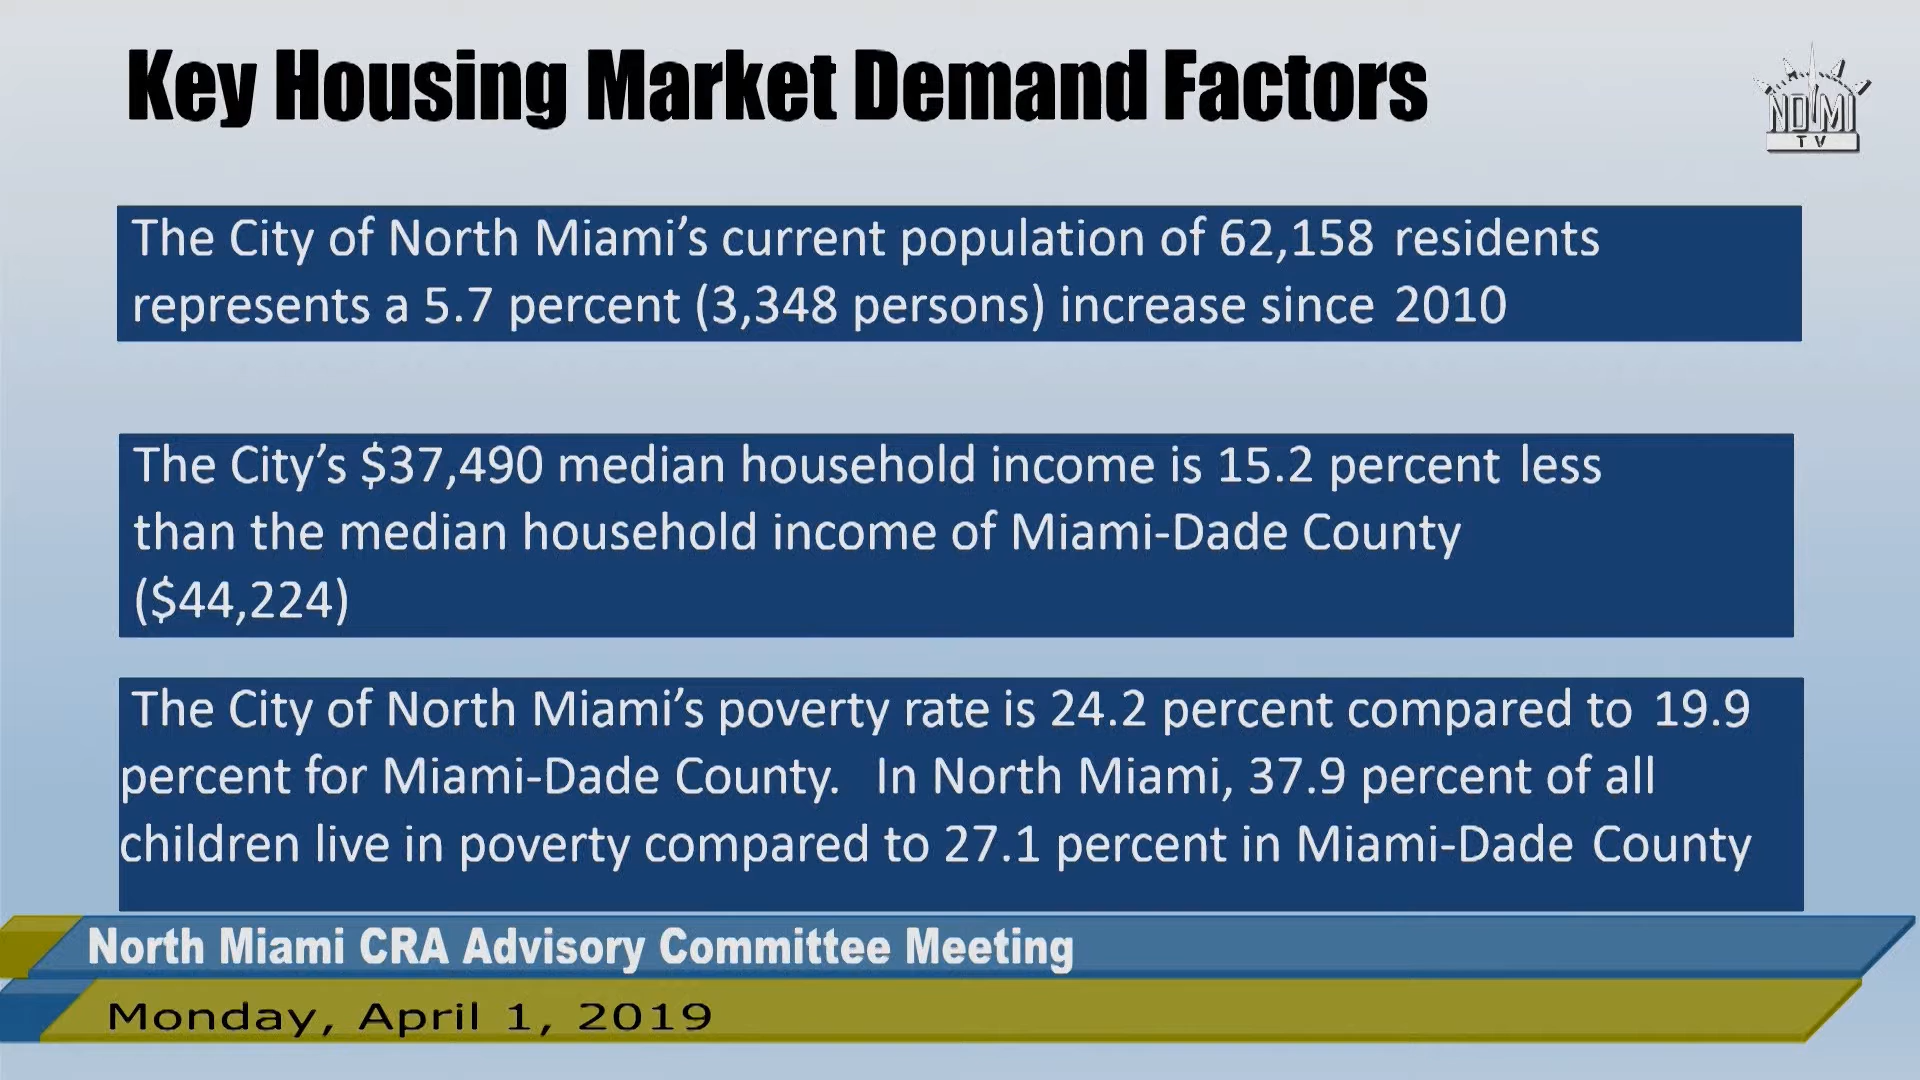 Key Housing Market Demand Factors
NOMI
TV
The City of North Miami’s current population of 62,158 residents
represents a 5.7 percent (3,348 persons) increase since 2010
The City’s $37,490 median household income is 15.2 percent less
than the median household income of Miami-Dade County
($44,224)
The City of North Miami’s poverty rate is 24.2 percent compared to 19.9
percent for Miami-Dade County. In North Miami, 37.9 percent of all
children live in poverty compared to 27.1 percent in Miami-Dade County
North Miami CRA Advisory Committee Meeting
Monday, April 1, 2019